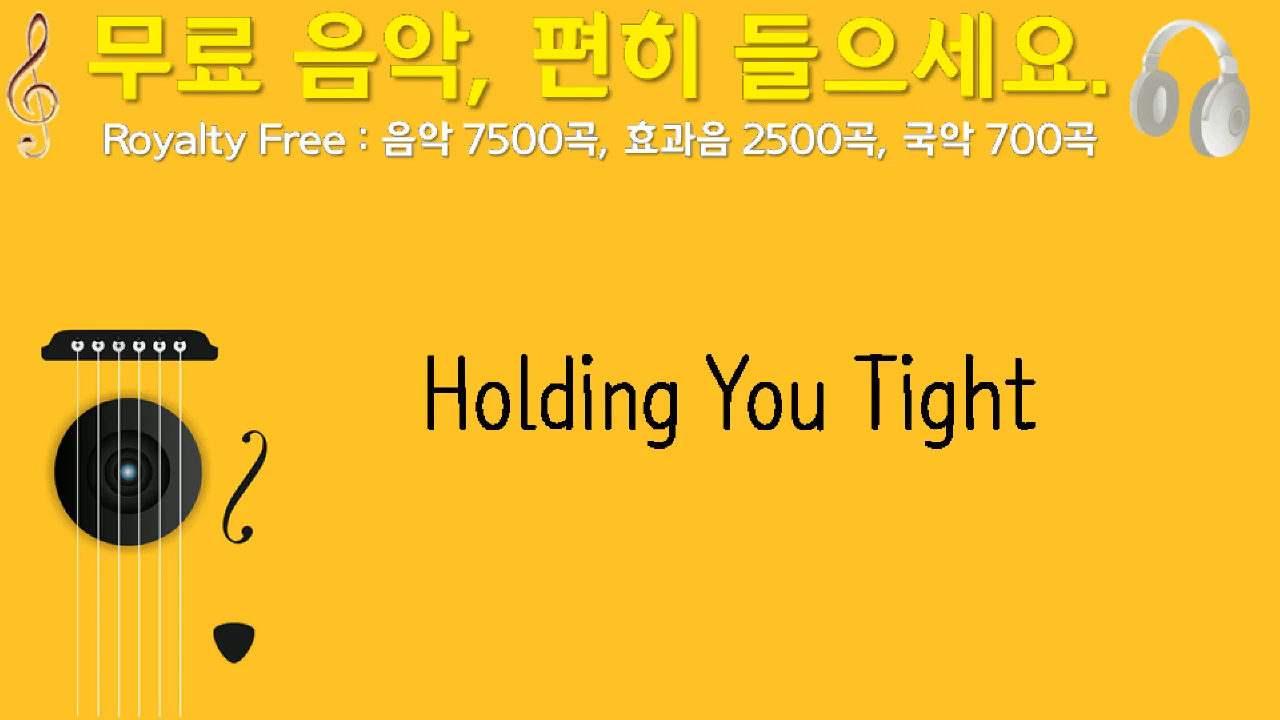 무료 음악, 편히 들으세요.
Royalty Free : 음악 7500곡, 효과음 2500곡, 국악 700곡
Holding You Tight